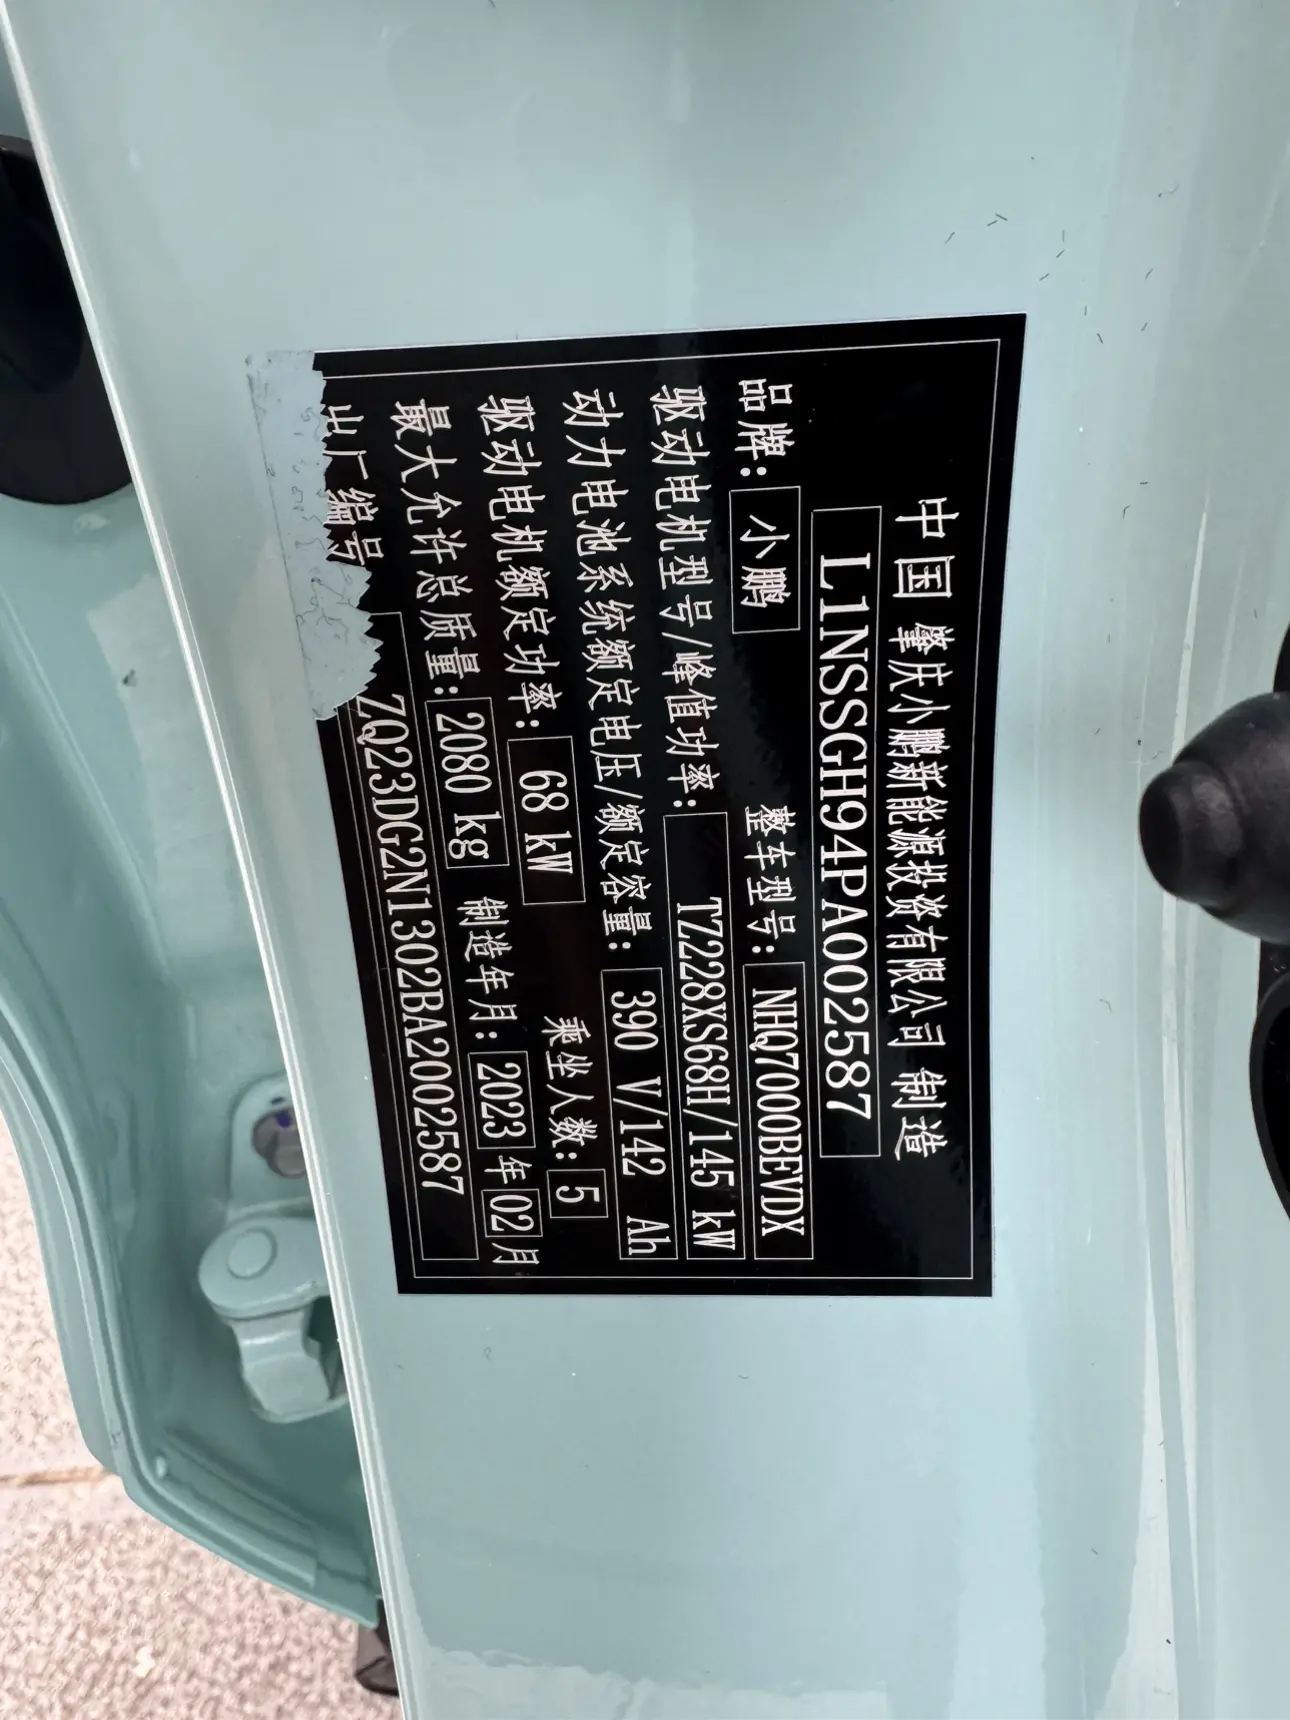 中国 肇庆小鹏新能源投资有限公司 制造
L1NSSGH94PA002587
品牌: 小鹏 整车型号: NHQ7000BEVDX
驱动电机型号/峰值功率: TZ228XS68H/145 kW
动力电池系统额定电压/额定容量: 390 V/142 Ah
驱动电机额定功率: 68 kW 乘坐人数: 5
最大允许总质量: 2080 kg 制造年月: 2023 年 02 月
出厂编号 ZQ23DG2N1302BA2002587